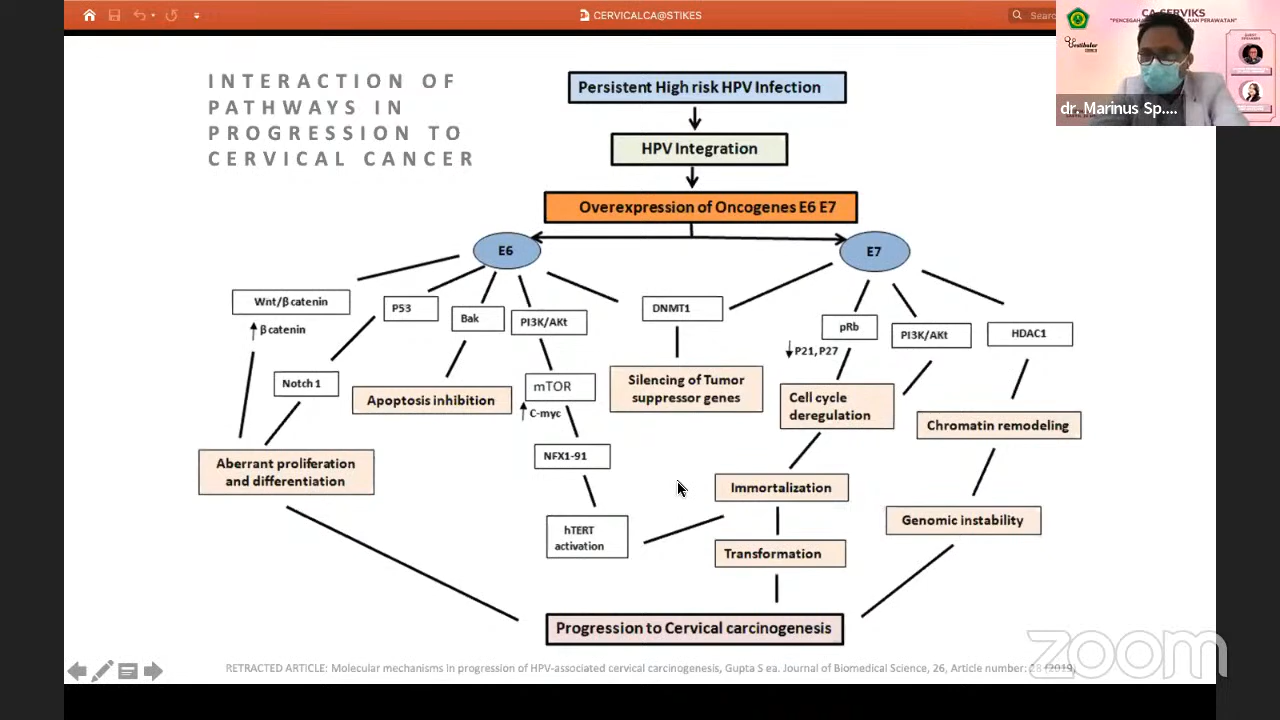 CERVICALCA@STIKES
CA SERVIKS
dr. Marinus Sp....
INTERACTION OF
PATHWAYS IN
PROGRESSION TO
CERVICAL CANCER
Persistent High risk HPV Infection
HPV Integration
Overexpression of Oncogenes E6 E7
E6
E7
Wnt/β catenin
β catenin
P53
Bak
PI3K/AKt
DNMT1
pRb
P21, P27
PI3K/AKt
HDAC1
Notch 1
Apoptosis inhibition
mTOR
C-myc
Silencing of Tumor
suppressor genes
Cell cycle
deregulation
Chromatin remodeling
NFX1-91
Aberrant proliferation
and differentiation
Immortalization
hTERT
activation
Transformation
Genomic instability
Progression to Cervical carcinogenesis
RETRACTED ARTICLE: Molecular mechanisms in progression of HPV-associated cervical carcinogenesis, Gupta S ea. Journal of Biomedical Science, 26, Article number: 28 (2019)
zoom